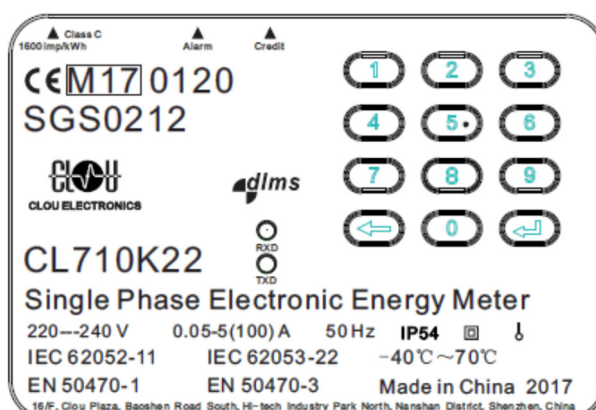 Class C
1600imp/kWh Alarm Credit
CE M17 0120
SGS0212
1 2 3
4 5 6
7 8 9
0
CLOU
CLOU ELECTRONICS
dlms
RXD
TXD
CL710K22
Single Phase Electronic Energy Meter
220---240 V 0.05-5(100) A 50Hz IP54
IEC 62052-11 IEC 62053-22 -40℃~70℃
EN 50470-1 EN 50470-3 Made in China 2017
16/F, Clou Plaza, Baoshen Road South, Hi-tech Industry Park North, Nanshan District, Shenzhen, China